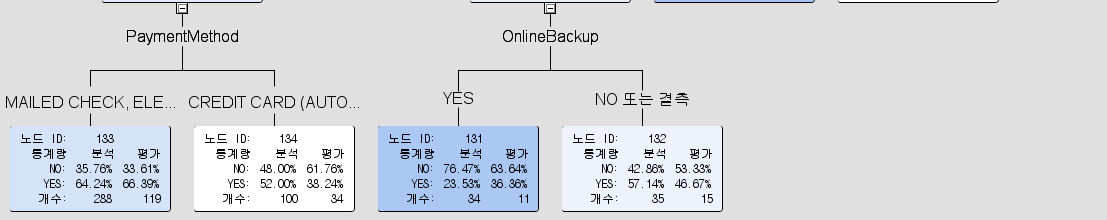 PaymentMethod
OnlineBackup
MAILED CHECK, ELE...
CREDIT CARD (AUTO...
YES
NO 또는 결측
노드 ID: 133
통계량 분석 평가
NO: 35.76% 33.61%
YES: 64.24% 66.39%
개수: 288 119
노드 ID: 134
통계량 분석 평가
NO: 48.00% 61.76%
YES: 52.00% 38.24%
개수: 100 34
노드 ID: 131
통계량 분석 평가
NO: 76.47% 63.64%
YES: 23.53% 36.36%
개수: 34 11
노드 ID: 132
통계량 분석 평가
NO: 42.86% 53.33%
YES: 57.14% 46.67%
개수: 35 15